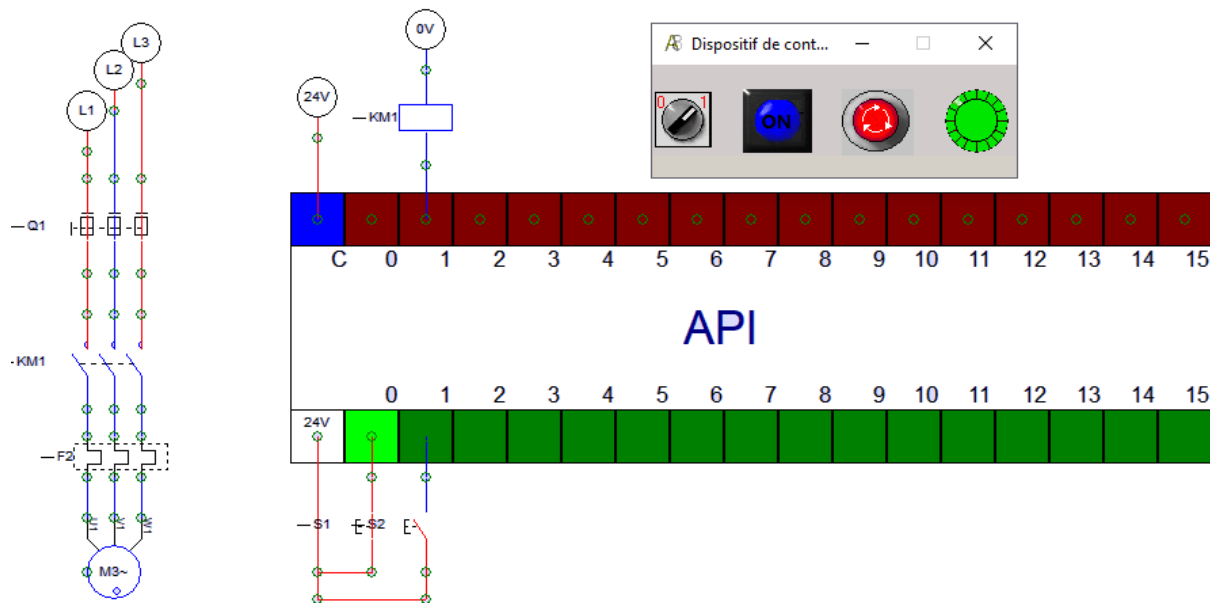 L3
L2
L1
Q1
KM1
F2
U1
V1
W1
M3~
0V
24V
KM1
Dispositif de cont...
0 1
ON
C 0 1 2 3 4 5 6 7 8 9 10 11 12 13 14 15
API
0 1 2 3 4 5 6 7 8 9 10 11 12 13 14 15
24V
S1
S2